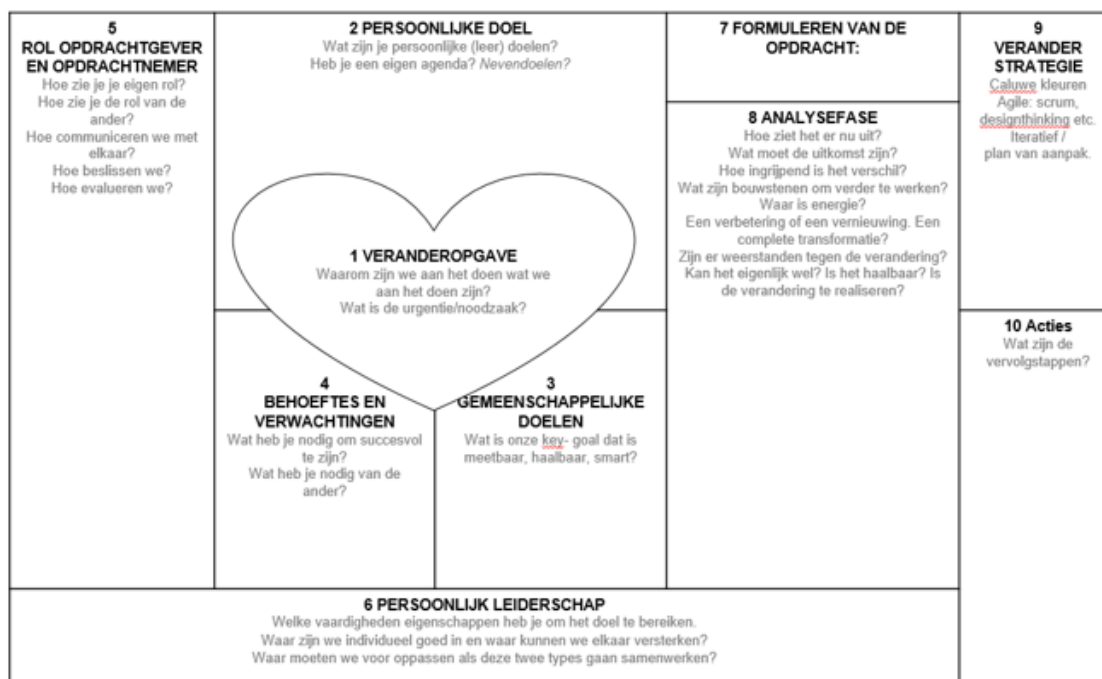 5
ROL OPDRACHTGEVER
EN OPDRACHTNEMER
Hoe zie je je eigen rol?
Hoe zie je de rol van de
ander?
Hoe communiceren we met
elkaar?
Hoe beslissen we?
Hoe evalueren we?
2 PERSOONLIJKE DOEL
Wat zijn je persoonlijke (leer) doelen?
Heb je een eigen agenda? Nevendoelen?
1 VERANDEROPGAVE
Waarom zijn we aan het doen wat we
aan het doen zijn?
Wat is de urgentie/noodzaak?
4
BEHOEFTES EN
VERWACHTINGEN
Wat heb je nodig om succesvol
te zijn?
Wat heb je nodig van de
ander?
3
GEMEENSCHAPPELIJKE
DOELEN
Wat is onze key- goal dat is
meetbaar, haalbaar, smart?
7 FORMULEREN VAN DE
OPDRACHT:
8 ANALYSEFASE
Hoe ziet het er nu uit?
Wat moet de uitkomst zijn?
Hoe ingrijpend is het verschil?
Wat zijn bouwstenen om verder te werken?
Waar is energie?
Een verbetering of een vernieuwing. Een
complete transformatie?
Zijn er weerstanden tegen de verandering?
Kan het eigenlijk wel? Is het haalbaar? Is
de verandering te realiseren?
9
VERANDER
STRATEGIE
Caluwe kleuren
Agile: scrum,
designthinking etc.
Iteratief /
plan van aanpak.
10 Acties
Wat zijn de
vervolgstappen?
6 PERSOONLIJK LEIDERSCHAP
Welke vaardigheden eigenschappen heb je om het doel te bereiken.
Waar zijn we individueel goed in en waar kunnen we elkaar versterken?
Waar moeten we voor oppassen als deze twee types gaan samenwerken?